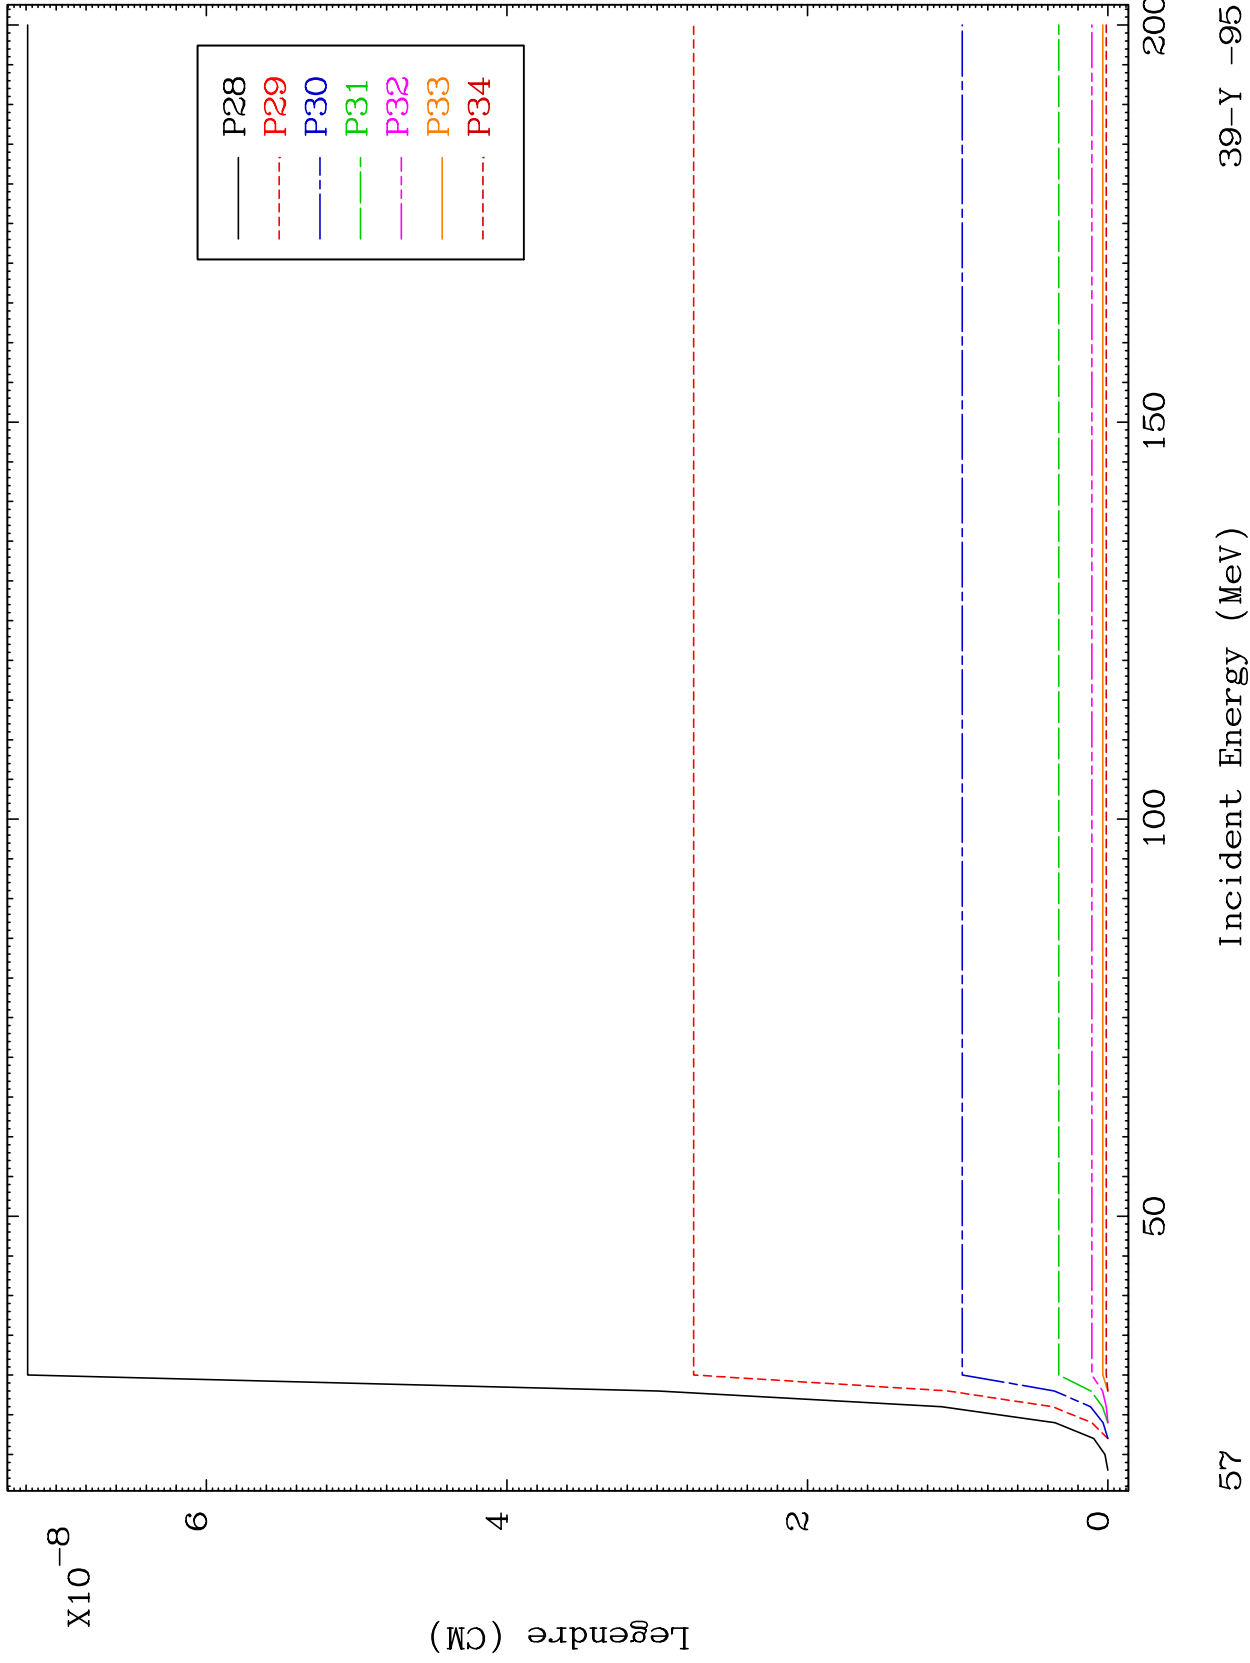 X10
-8
6
4
2
0
Legendre (CM)
P28
P29
P30
P31
P32
P33
P34
50
100
150
200
Incident Energy (MeV)
57
39-Y -95